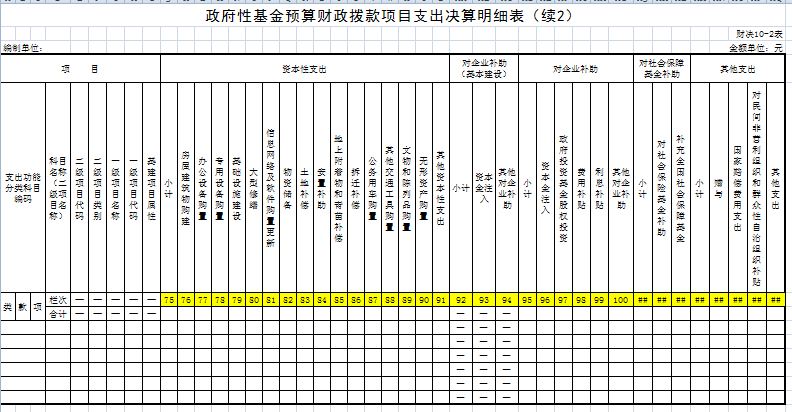 政府性基金预算财政拨款项目支出决算明细表（续2）
财决10-2表
编制单位：
金额单位：元
项 目
资本性支出
对企业补助（基本建设）
对企业补助
对社会保障基金补助
其他支出
支出功能分类科目编码
科目名称（二级项目名称）
二级项目代码
二级项目类别
一级项目名称
一级项目代码
基建项目属性
小计
房屋建筑物购建
办公设备购置
专用设备购置
基础设施建设
大型修缮
信息网络及软件购置更新
物资储备
土地补偿
安置补助
地上附着物和青苗补偿
拆迁补偿
公务用车购置
其他交通工具购置
文物和陈列品购置
无形资产购置
其他资本性支出
小计
资本金注入
其他对企业补助
小计
资本金注入
政府投资基金股权投资
费用补贴
利息补贴
其他对企业补助
小计
对社会保险基金补助
补充全国社会保障基金
小计
赠与
国家赔偿费用支出
对民间非营利组织和群众性自治组织补贴
其他支出
类 款 项 栏次 — — — — — 75 76 77 78 79 80 81 82 83 84 85 86 87 88 89 90 91 92 93 94 95 96 97 98 99 100 ## ## ## ## ## ## ## ##
合计 — — — — — — — —
— — —
— — —
— — —
— — —
— — —
— — —